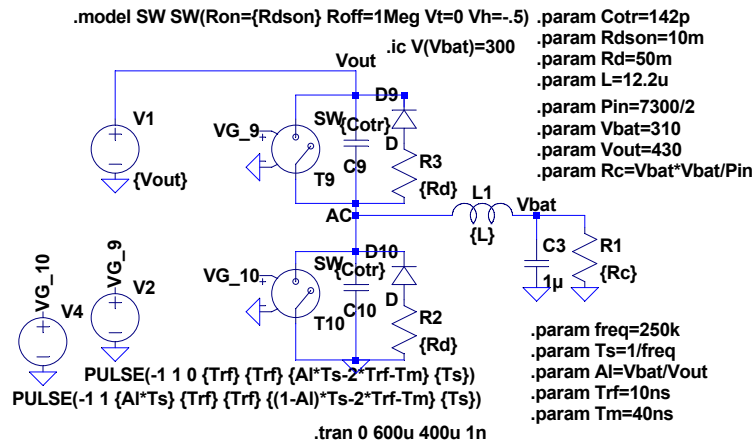 .model SW SW(Ron={Rdson} Roff=1Meg Vt=0 Vh=-.5)
.param Cotr=142p
.ic V(Vbat)=300
.param Rdson=10m
.param Rd=50m
.param L=12.2u
.param Pin=7300/2
.param Vbat=310
.param Vout=430
.param Rc=Vbat*Vbat/Pin
Vout
V1
{Vout}
VG_9
SW
T9
{Cotr}
C9
D9
D
R3
{Rd}
AC
L1
{L}
Vbat
C3
1µ
R1
{Rc}
VG_10
SW
T10
{Cotr}
C10
D10
D
R2
{Rd}
VG_10
V4
VG_9
V2
PULSE(-1 1 0 {Trf} {Trf} {Al*Ts-2*Trf-Tm} {Ts})
PULSE(-1 1 {Al*Ts} {Trf} {Trf} {(1-Al)*Ts-2*Trf-Tm} {Ts})
.param freq=250k
.param Ts=1/freq
.param Al=Vbat/Vout
.param Trf=10ns
.param Tm=40ns
.tran 0 600u 400u 1n